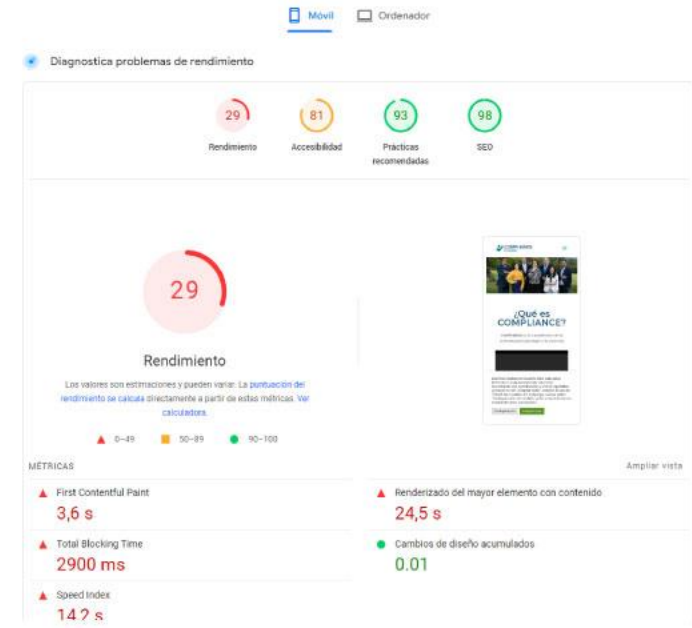 Móvil
Ordenador
Diagnostica problemas de rendimiento
29
81
93
98
Rendimiento
Accesibilidad
Prácticas
recomendadas
SEO
29
Rendimiento
Los valores son estimaciones y pueden variar. La puntuación del
rendimiento se calcula directamente a partir de estas métricas. Ver
calculadora.
0–49
50–89
90–100
¿Qué es
COMPLIANCE?
MÉTRICAS
Ampliar vista
First Contentful Paint
3,6 s
Renderizado del mayor elemento con contenido
24,5 s
Total Blocking Time
2900 ms
Cambios de diseño acumulados
0.01
Speed Index
14,2 s